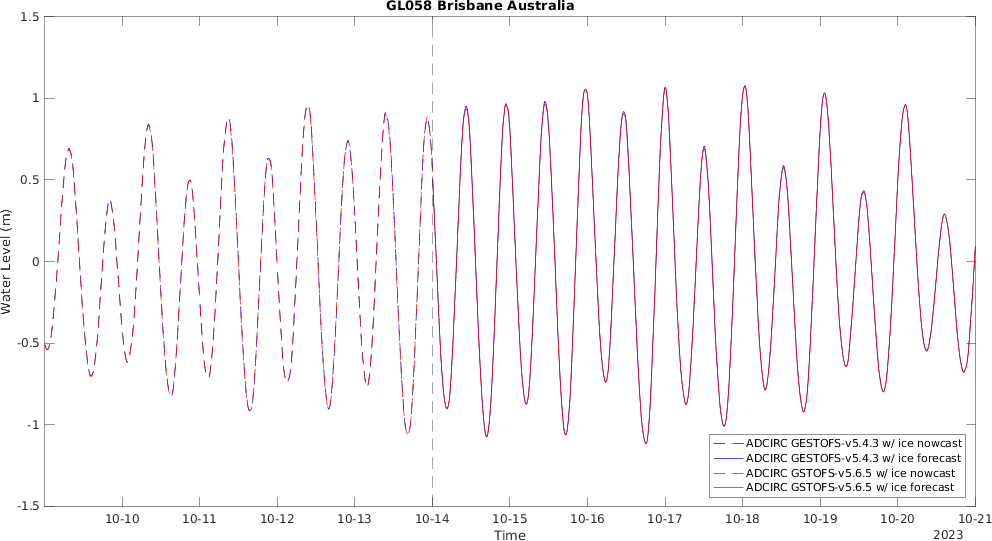 GL058 Brisbane Australia
1.5
1
0.5
0
-0.5
-1
-1.5
Water Level (m)
10-10 10-11 10-12 10-13 10-14 10-15 10-16 10-17 10-18 10-19 10-20 10-21
Time
2023
ADCIRC GESTOFS-v5.4.3 w/ ice nowcast
ADCIRC GESTOFS-v5.4.3 w/ ice forecast
ADCIRC GSTOFS-v5.6.5 w/ ice nowcast
ADCIRC GSTOFS-v5.6.5 w/ ice forecast